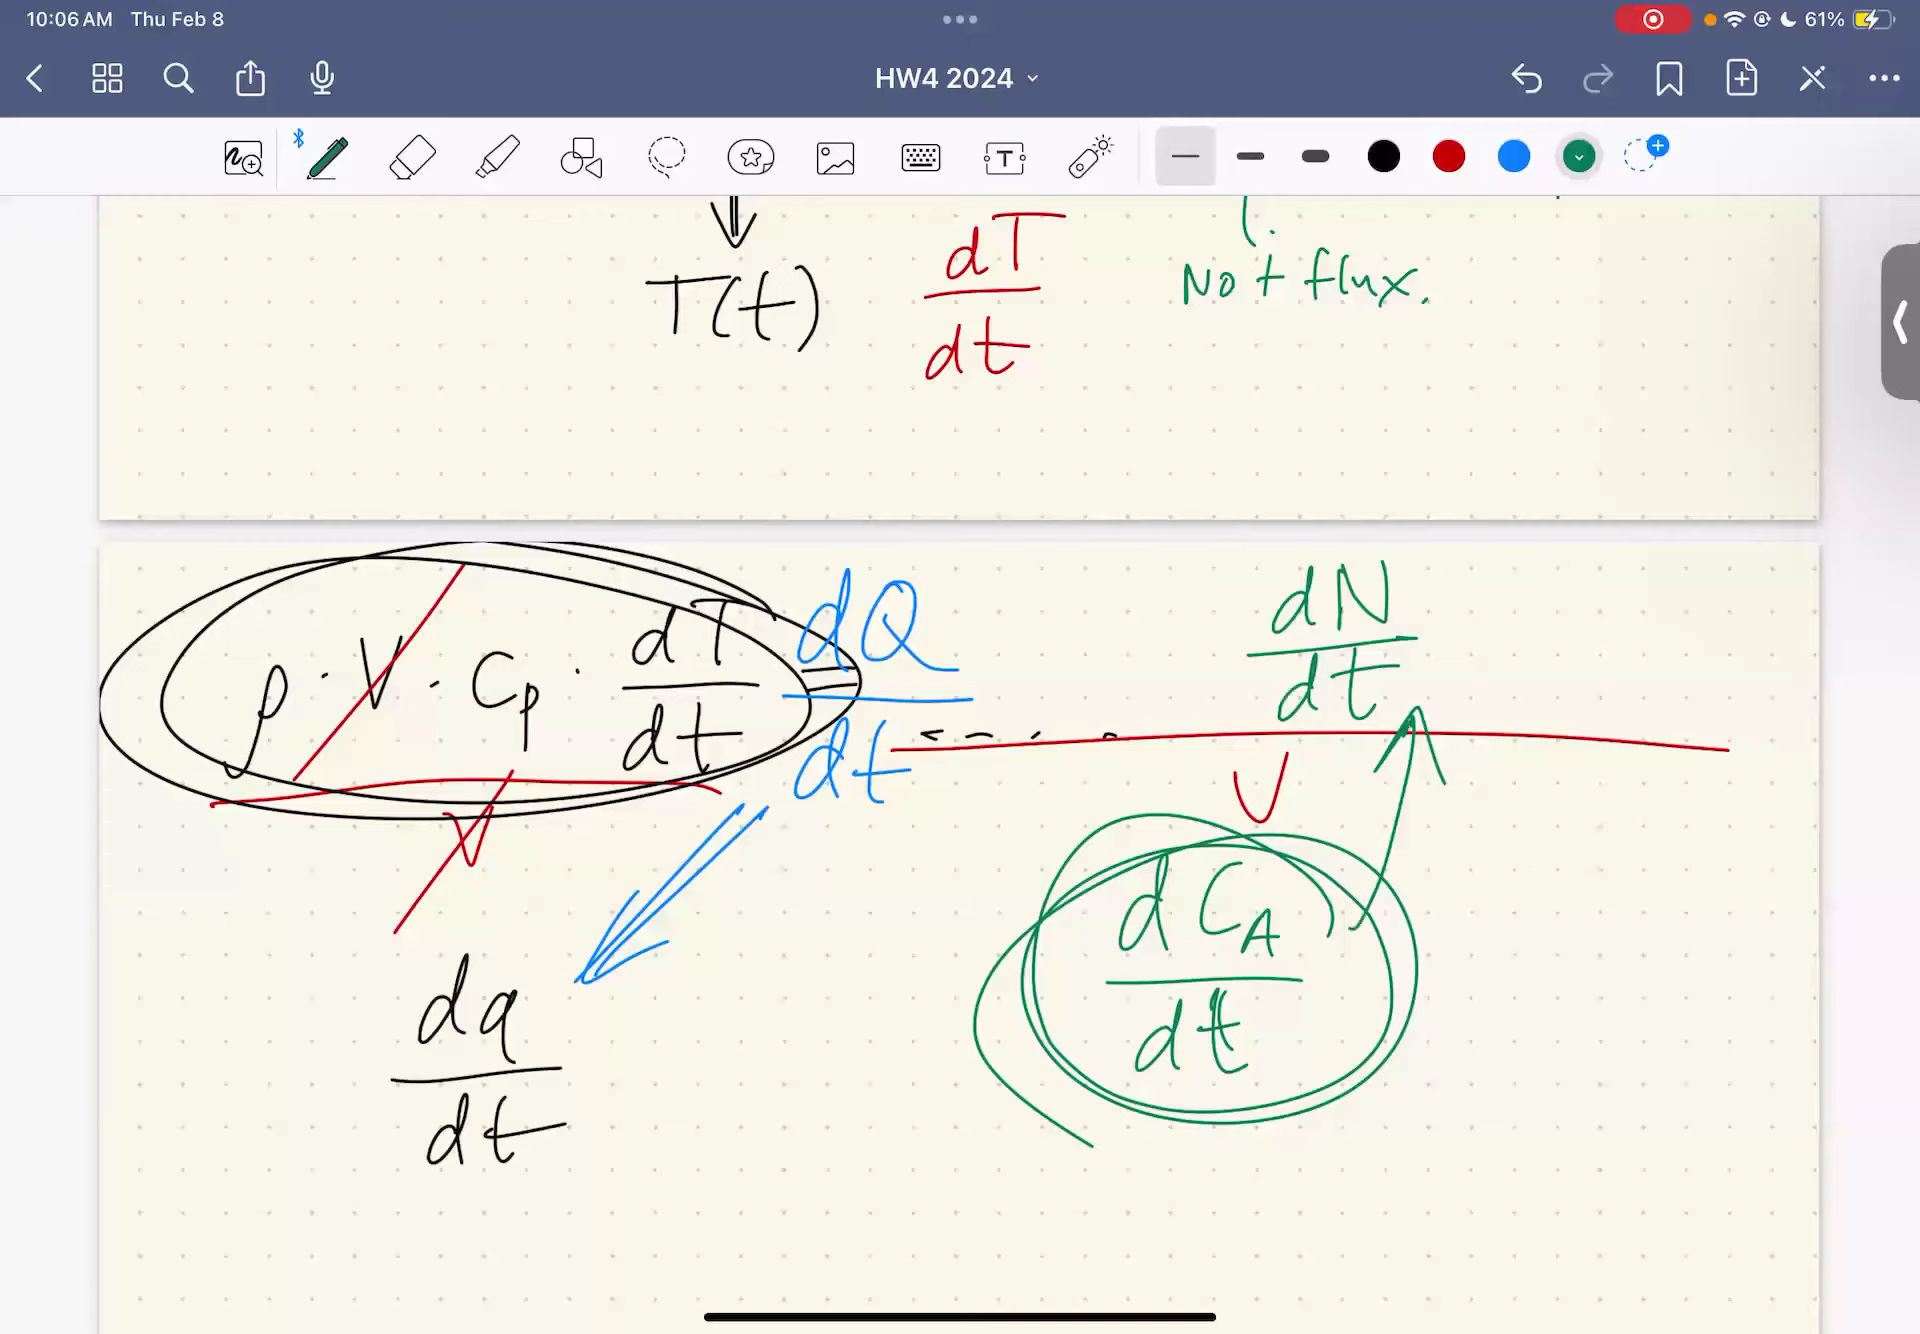 10:06 AM Thu Feb 8
61%
HW4 2024
T
T(t)
dT
dt
Not flux.
ρ · V · Cp · dT
dt
=
dQ
dt
dN
dt
V
V
dCA
dt
dq
dt